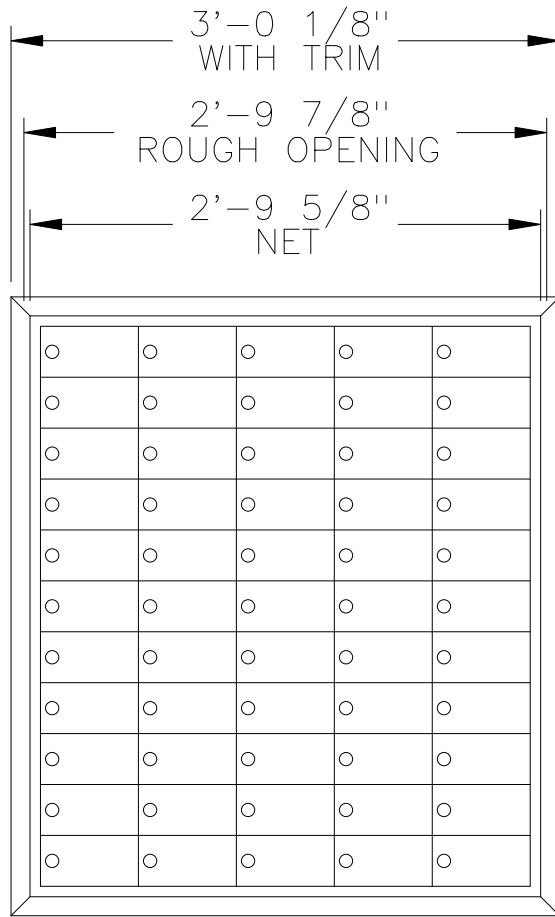 3'-0 1/8"
WITH TRIM
2'-9 7/8"
ROUGH OPENING
2'-9 5/8"
NET